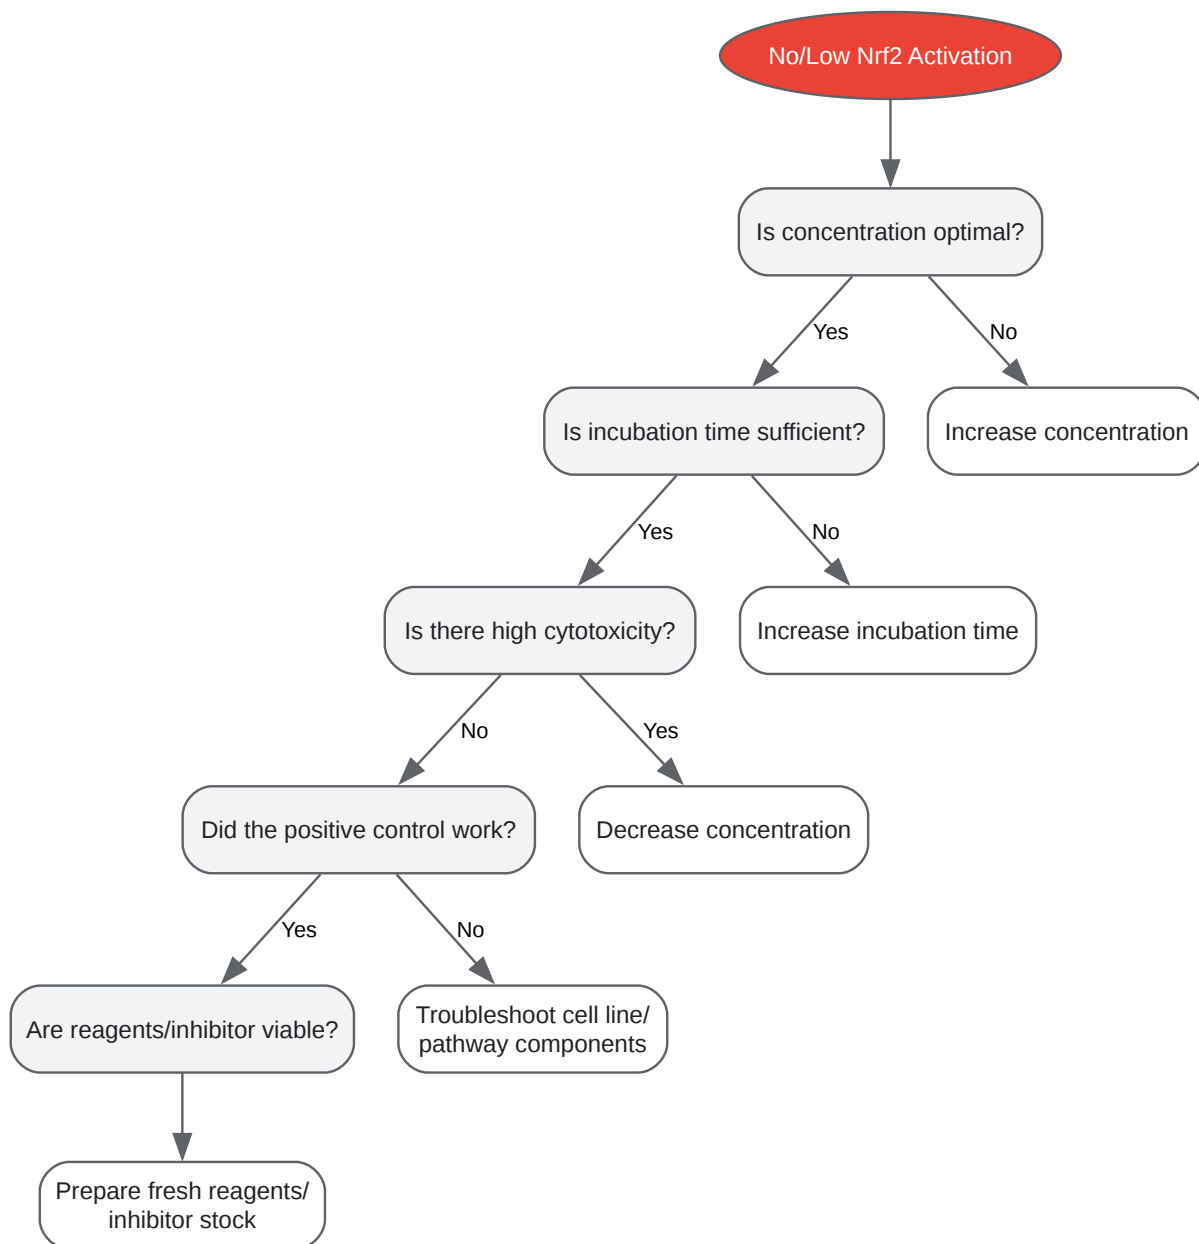 No/Low Nrf2 Activation
Is concentration optimal?
Yes
No
Is incubation time sufficient?
Increase concentration
Yes
No
Is there high cytotoxicity?
Increase incubation time
No
Yes
Did the positive control work?
Decrease concentration
Yes
No
Are reagents/inhibitor viable?
Troubleshoot cell line/
pathway components
Prepare fresh reagents/
inhibitor stock